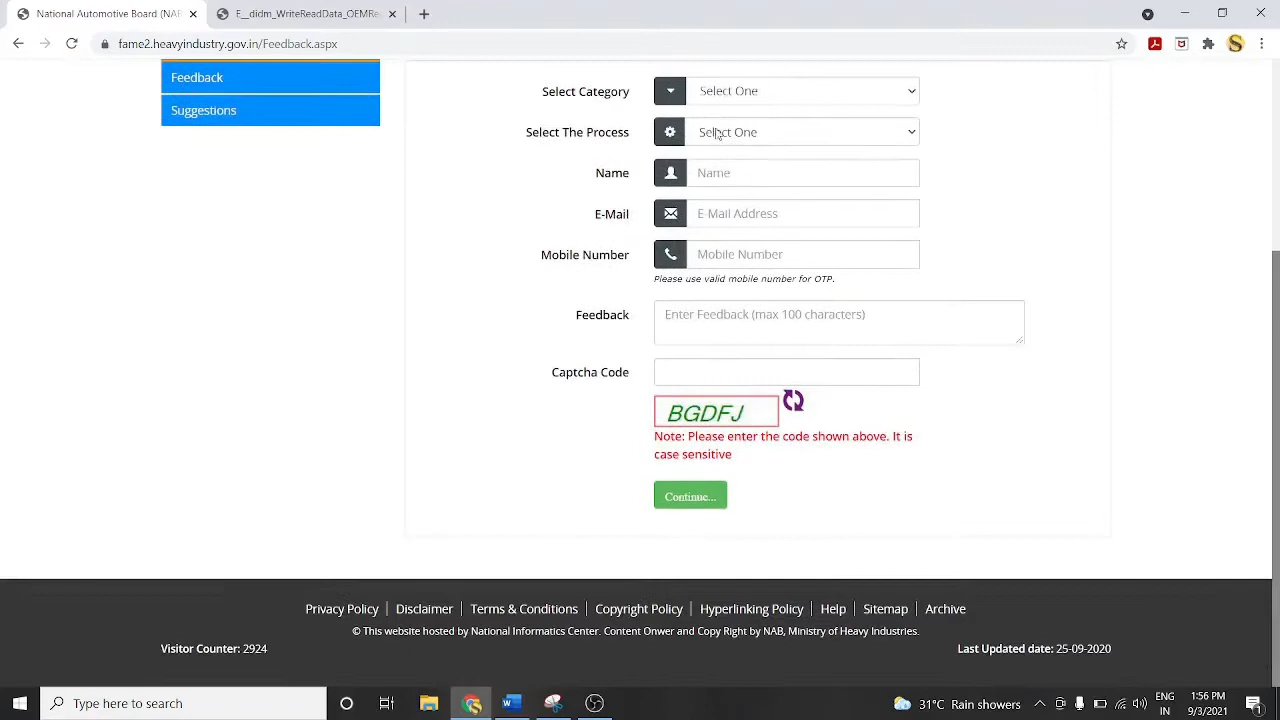 National Automotive Board (NAB
E__didm_WriteReadData_OEMRe
fame2.heavyindustry.gov.in/Feedback.aspx
Feedback
Suggestions
Select Category
Select One
Select The Process
Select One
Name
Name
E-Mail
E-Mail Address
Mobile Number
Mobile Number
Please use valid mobile number for OTP.
Feedback
Enter Feedback (max 100 characters)
Captcha Code
BGDFJ
Note: Please enter the code shown above. It is
case sensitive
Continue...
Privacy Policy | Disclaimer | Terms & Conditions | Copyright Policy | Hyperlinking Policy | Help | Sitemap | Archive
© This website hosted by National Informatics Center. Content Onwer and Copy Right by NAB, Ministry of Heavy Industries.
Visitor Counter: 2924
Last Updated date: 25-09-2020
Type here to search
31°C Rain showers
ENG
IN
1:56 PM
9/3/2021